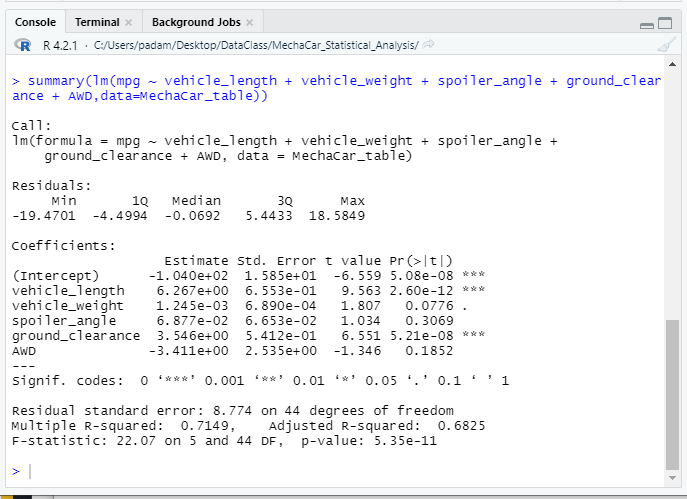 Console Terminal × Background Jobs ×
R 4.2.1 · C:/Users/padam/Desktop/DataClass/MechaCar_Statistical_Analysis/
> summary(lm(mpg ~ vehicle_length + vehicle_weight + spoiler_angle + ground_clear
ance + AWD,data=MechaCar_table))
Call:
lm(formula = mpg ~ vehicle_length + vehicle_weight + spoiler_angle +
    ground_clearance + AWD, data = MechaCar_table)
Residuals:
     Min       1Q   Median       3Q      Max
-19.4701  -4.4994  -0.0692   5.4433  18.5849
Coefficients:
                   Estimate Std. Error t value Pr(>|t|)
(Intercept)      -1.040e+02  1.585e+01  -6.559 5.08e-08 ***
vehicle_length    6.267e+00  6.553e-01   9.563 2.60e-12 ***
vehicle_weight    1.245e-03  6.890e-04   1.807   0.0776 .
spoiler_angle     6.877e-02  6.653e-02   1.034   0.3069
ground_clearance  3.546e+00  5.412e-01   6.551 5.21e-08 ***
AWD              -3.411e+00  2.535e+00  -1.346   0.1852
---
Signif. codes:  0 ‘***’ 0.001 ‘**’ 0.01 ‘*’ 0.05 ‘.’ 0.1 ‘ ’ 1
Residual standard error: 8.774 on 44 degrees of freedom
Multiple R-squared:  0.7149,    Adjusted R-squared:  0.6825
F-statistic: 22.07 on 5 and 44 DF,  p-value: 5.35e-11
>